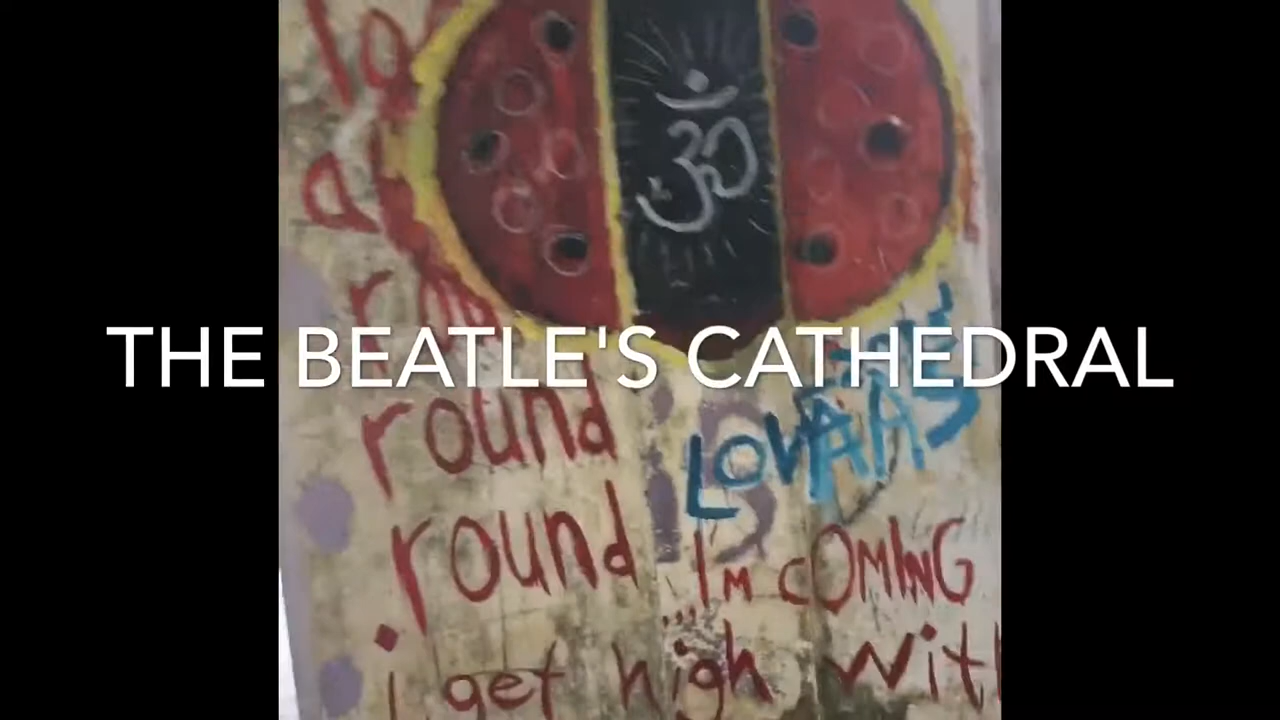 ॐ
THE BEATLE'S CATHEDRAL
round
LOVAAS
round
I'M COMING
i get high with